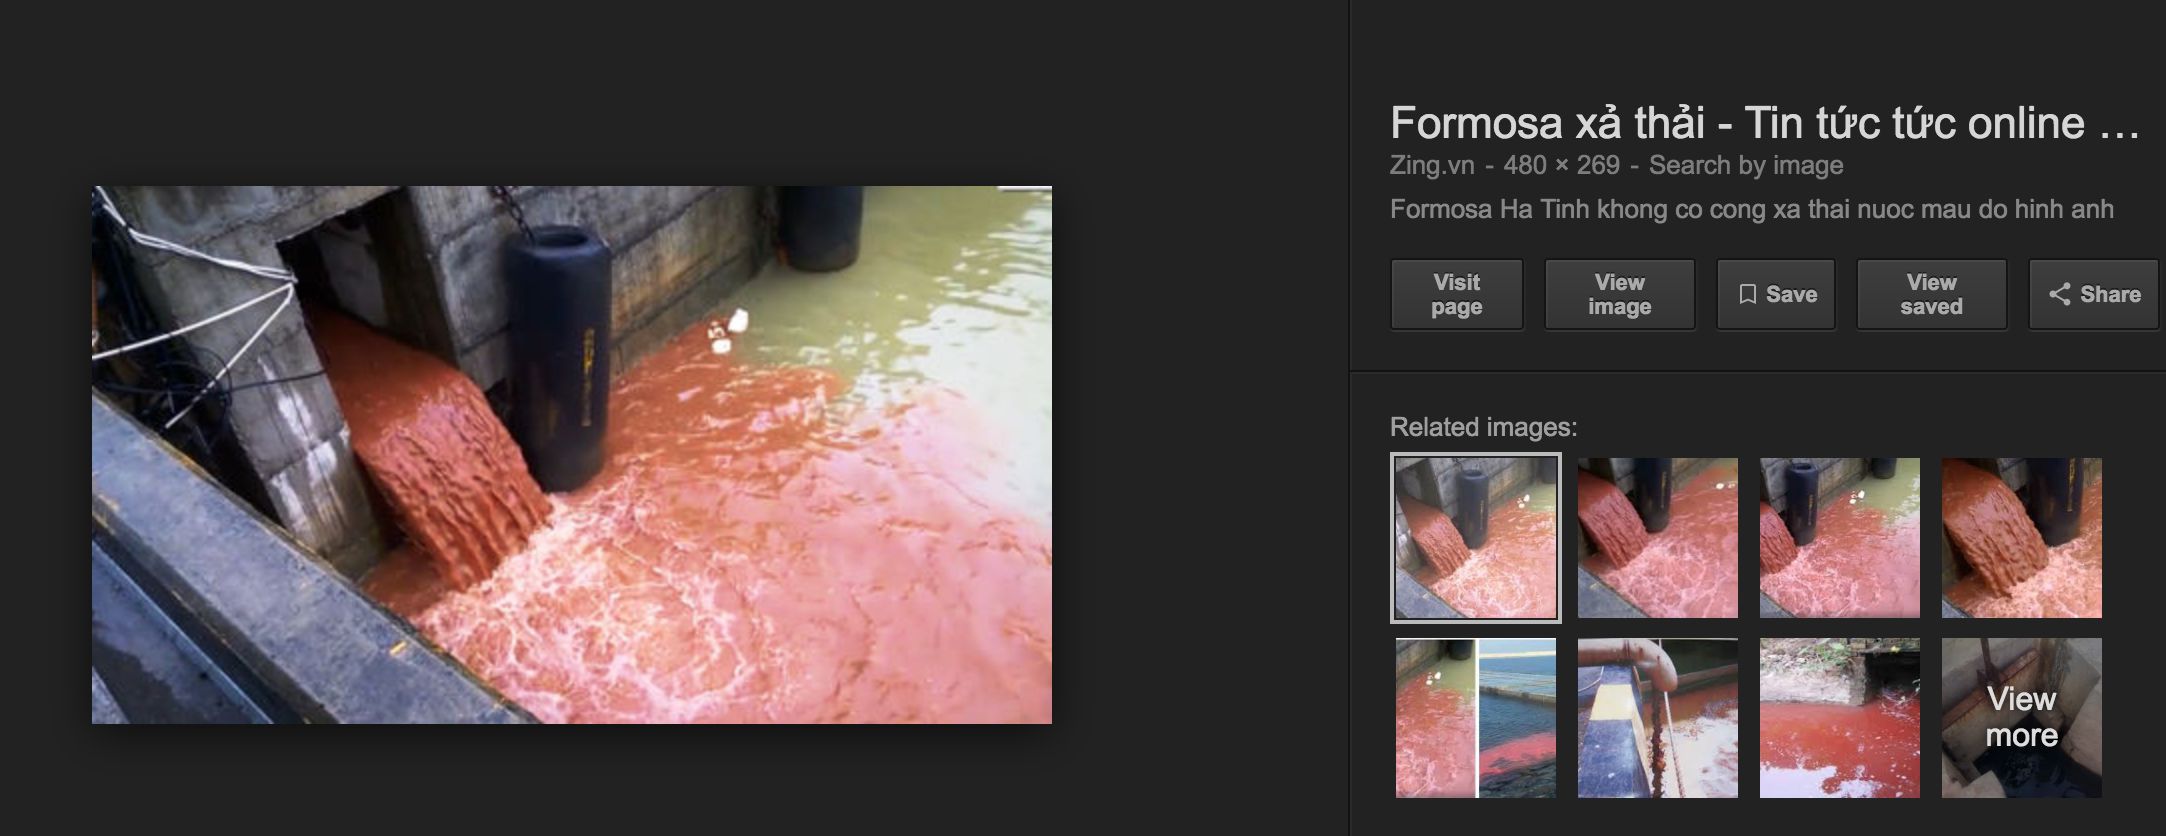 Formosa xả thải - Tin tức tức online ...
Zing.vn - 480 × 269 - Search by image
Formosa Ha Tinh khong co cong xa thai nuoc mau do hinh anh
Visit
page
View
image
Save
View
saved
Share
Related images:
View
more